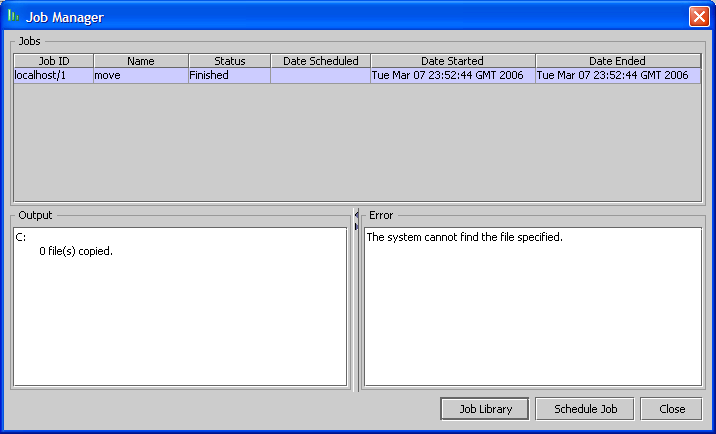 Job Manager
Jobs
Job ID Name Status Date Scheduled Date Started Date Ended
localhost/1 move Finished Tue Mar 07 23:52:44 GMT 2006 Tue Mar 07 23:52:44 GMT 2006
Output
C:
0 file(s) copied.
Error
The system cannot find the file specified.
Job Library Schedule Job Close